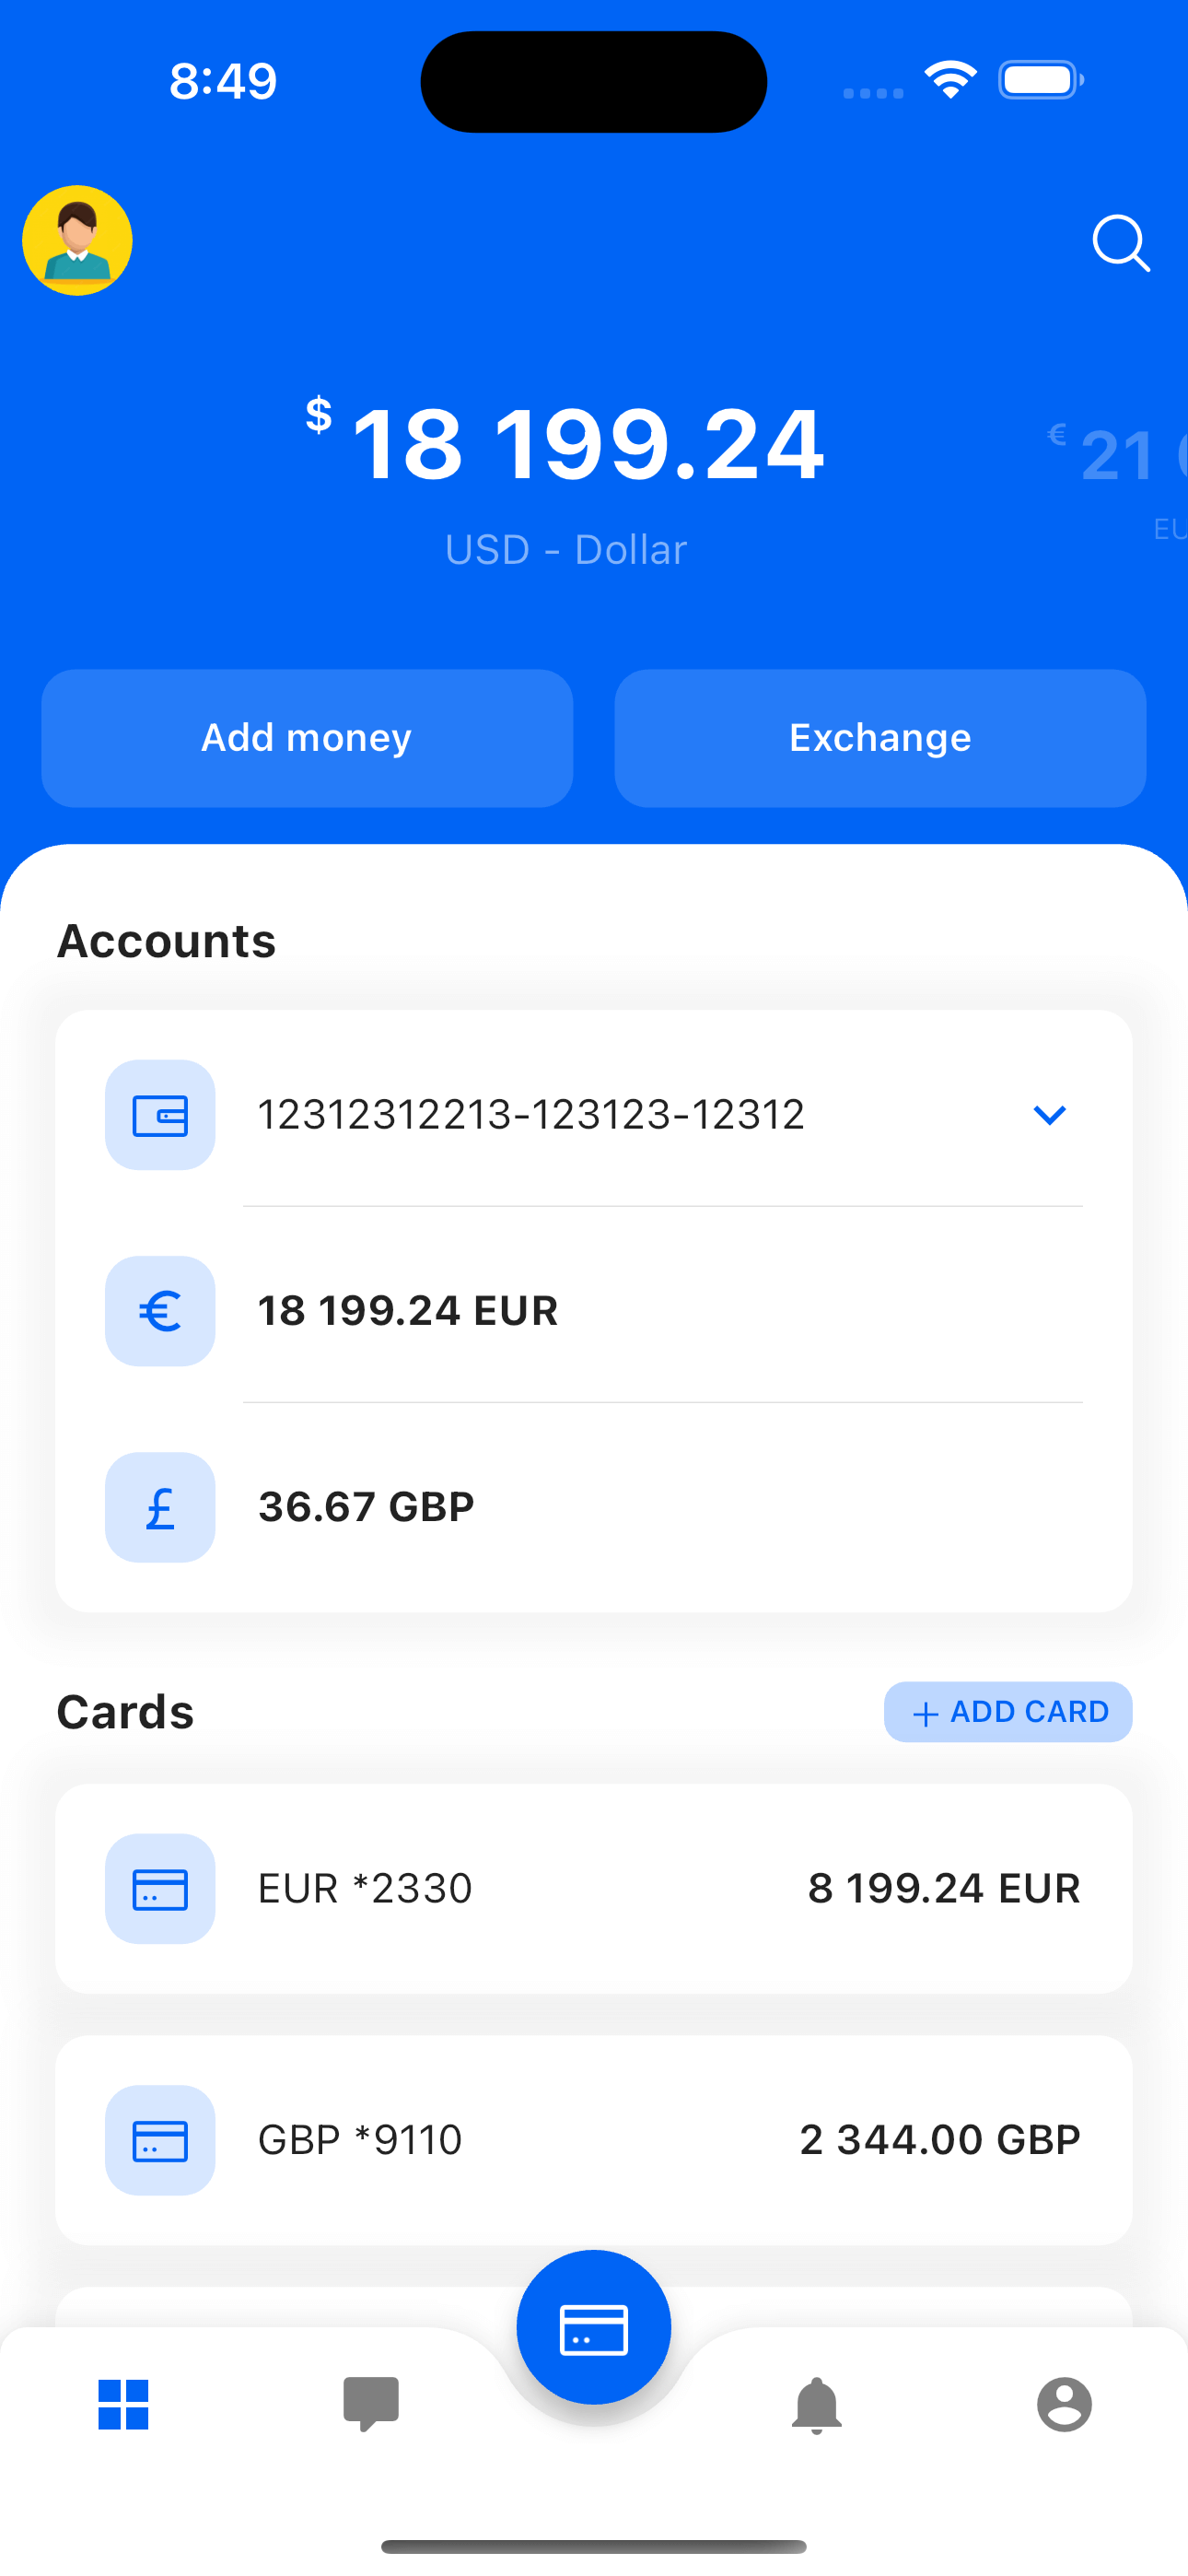 8:49
$ 18 199.24
€ 21
USD - Dollar
EU
Add money
Exchange
Accounts
12312312213-123123-12312
€
18 199.24 EUR
£
36.67 GBP
Cards
+ ADD CARD
EUR *2330
8 199.24 EUR
GBP *9110
2 344.00 GBP